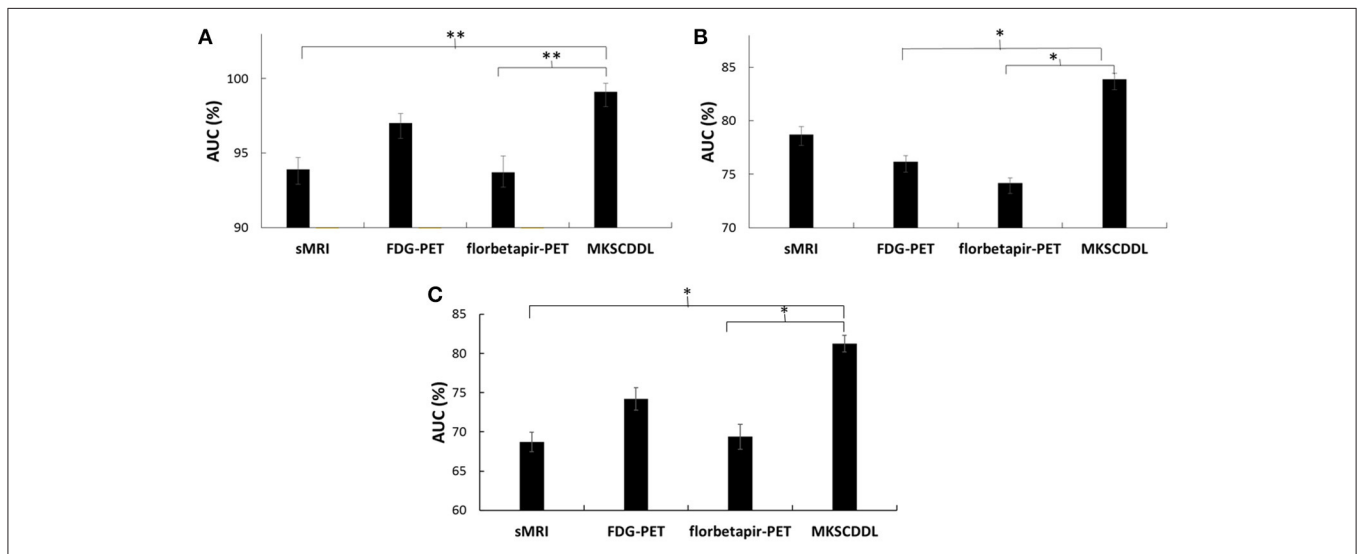 A
**
**
100
95
90
AUC (%)
sMRI FDG-PET florbetapir-PET MKSCDDL
B
*
*
85
80
75
70
AUC (%)
sMRI FDG-PET florbetapir-PET MKSCDDL
C
*
*
85
80
75
70
65
60
AUC (%)
sMRI FDG-PET florbetapir-PET MKSCDDL